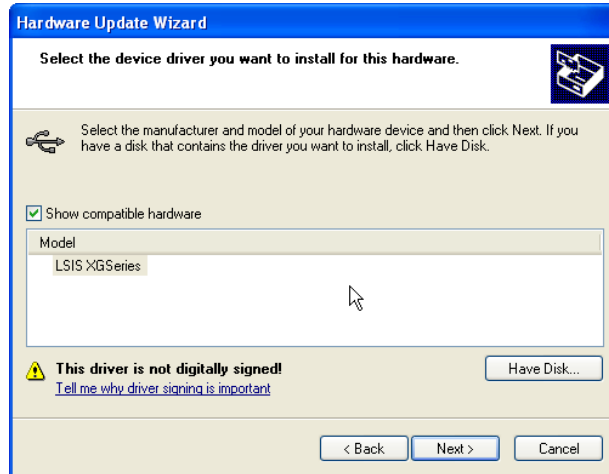 Hardware Update Wizard
Select the device driver you want to install for this hardware.
Select the manufacturer and model of your hardware device and then click Next. If you
have a disk that contains the driver you want to install, click Have Disk.
Show compatible hardware
Model
LSIS XGSeries
This driver is not digitally signed!
Tell me why driver signing is important
Have Disk...
< Back
Next >
Cancel